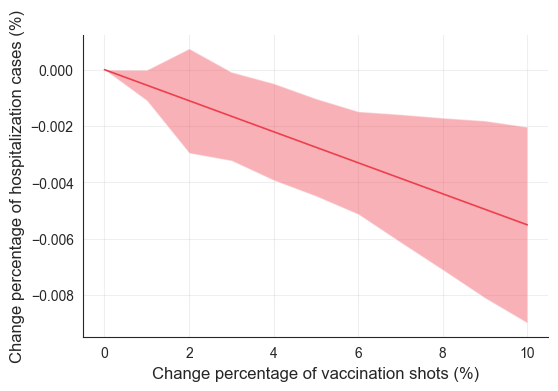 Change percentage of hospitalization cases (%)
0.000
−0.002
−0.004
−0.006
−0.008
0 2 4 6 8 10
Change percentage of vaccination shots (%)